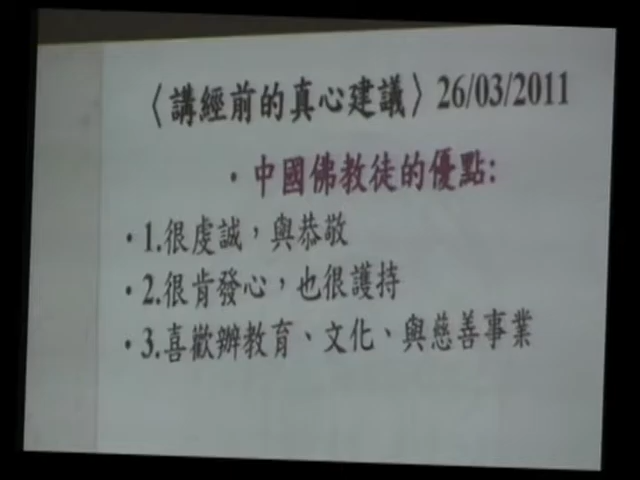 〈講經前的真心建議〉26/03/2011
•中國佛教徒的優點:
•1.很虔誠，與恭敬
•2.很肯發心，也很護持
•3.喜歡辦教育、文化、與慈善事業